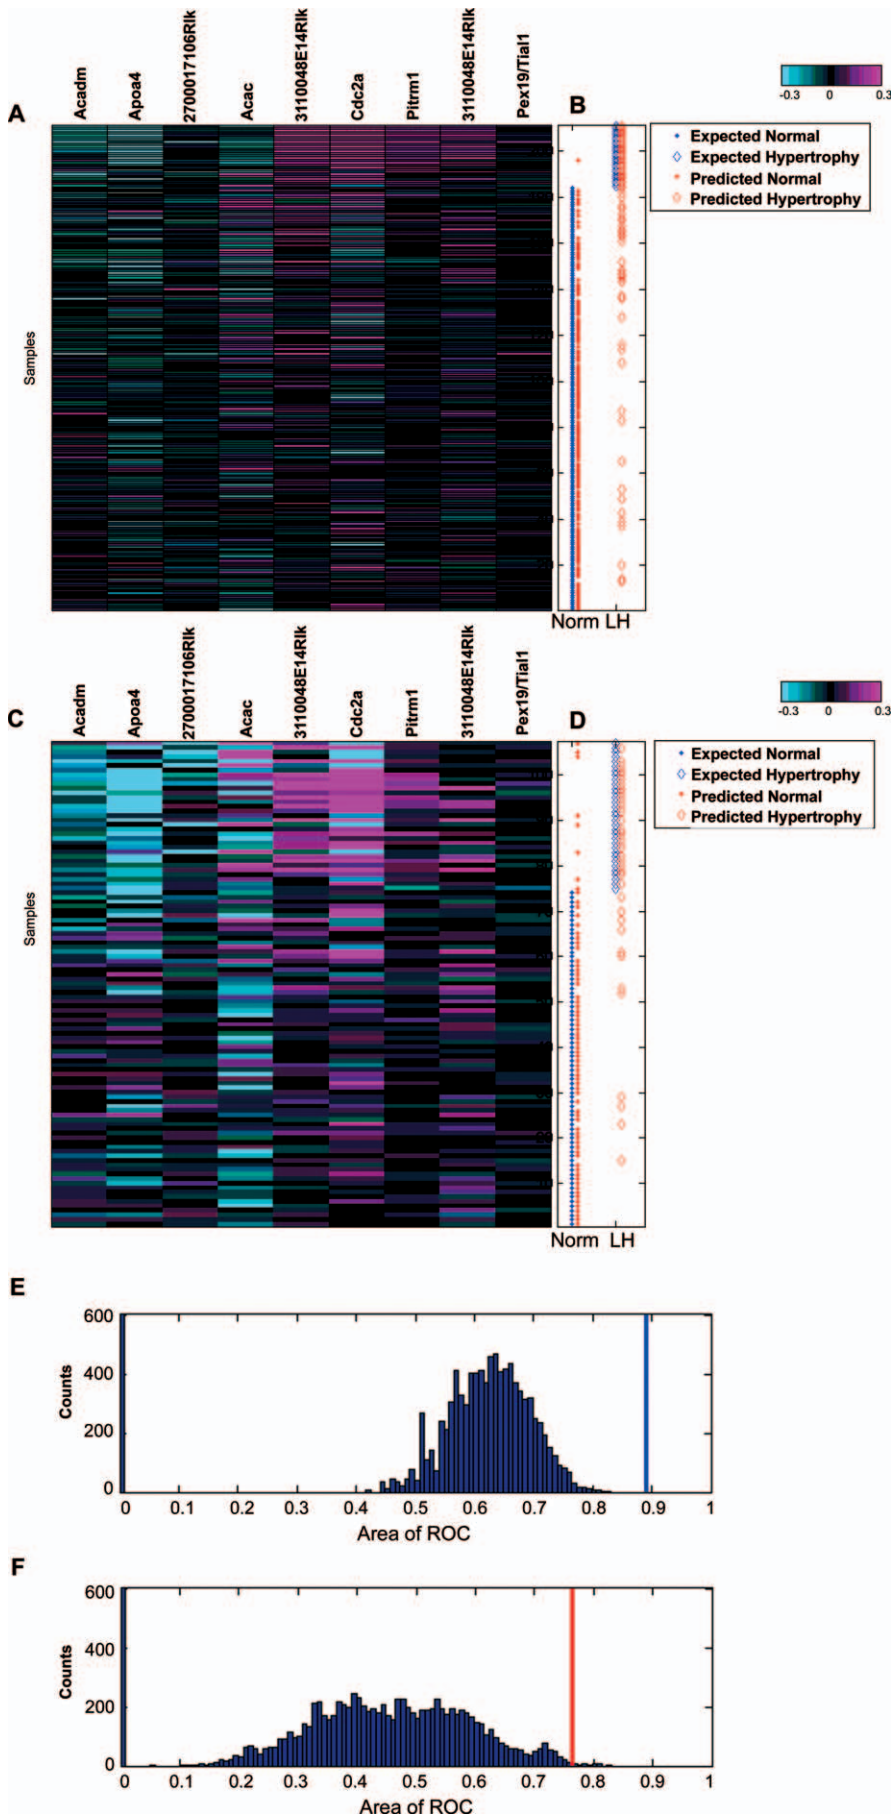 A
Acadm
Apoa4
2700017106Rlk
Acac
3110048E14Rlk
Cdc2a
Pitrm1
3110048E14Rlk
Pex19/Tial1
B
-0.3 0 0.3
Expected Normal
Expected Hypertrophy
Predicted Normal
Predicted Hypertrophy
Samples
Norm LH
C
Acadm
Apoa4
2700017106Rlk
Acac
3110048E14Rlk
Cdc2a
Pitrm1
3110048E14Rlk
Pex19/Tial1
D
-0.3 0 0.3
Expected Normal
Expected Hypertrophy
Predicted Normal
Predicted Hypertrophy
Samples
Norm LH
E
600
400
200
0
Counts
0 0.1 0.2 0.3 0.4 0.5 0.6 0.7 0.8 0.9 1
Area of ROC
F
600
400
200
0
Counts
0 0.1 0.2 0.3 0.4 0.5 0.6 0.7 0.8 0.9 1
Area of ROC